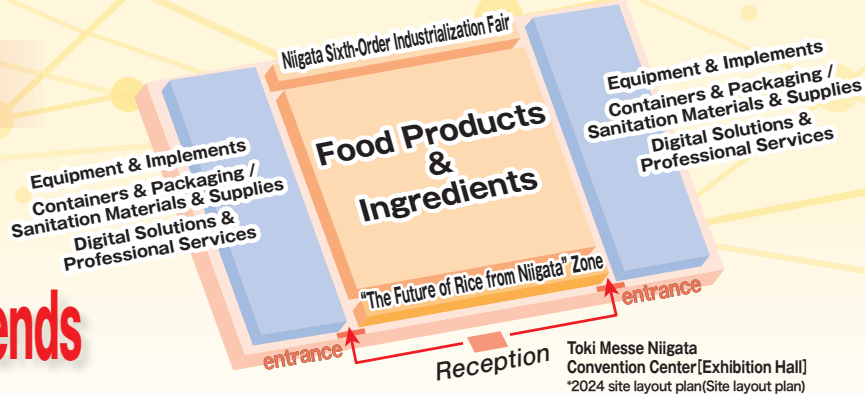 Niigata Sixth-Order Industrialization Fair
Equipment & Implements
Containers & Packaging /
Sanitation Materials & Supplies
Digital Solutions &
Professional Services
Food Products
&
Ingredients
Equipment & Implements
Containers & Packaging /
Sanitation Materials & Supplies
Digital Solutions &
Professional Services
"The Future of Rice from Niigata" Zone
ends
entrance
entrance
Reception
Toki Messe Niigata
Convention Center[Exhibition Hall]
*2024 site layout plan(Site layout plan)